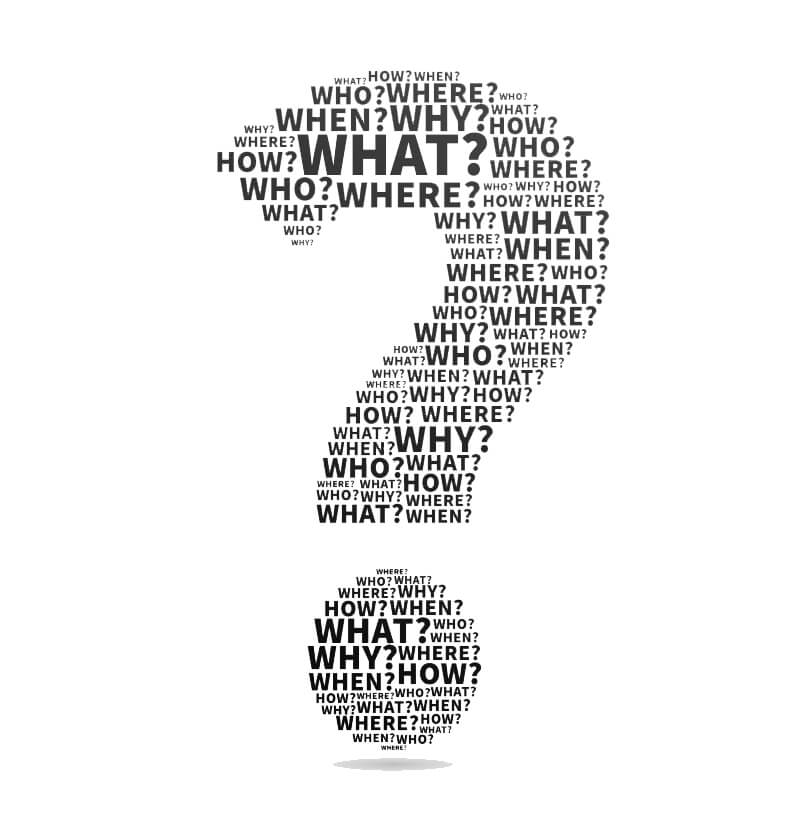 WHAT? HOW? WHEN?
WHO? WHERE? WHO?
WHEN? WHY? WHAT?
WHY? HOW?
WHERE? WHAT? WHO?
HOW? WHERE?
WHO? WHERE? WHO? WHY? HOW?
HOW? WHERE?
WHAT? WHY? WHAT?
WHO? WHERE?
WHY? WHAT? WHEN?
WHERE? WHO?
HOW? WHAT?
WHO? WHERE?
WHY? WHAT? HOW?
HOW? WHO? WHEN?
WHAT? WHERE?
WHY? WHEN? WHAT?
WHERE?
WHO? WHY? HOW?
HOW? WHERE?
WHAT? WHY?
WHEN?
WHO? WHAT?
WHERE? WHAT? HOW?
WHO? WHY? WHERE?
WHAT? WHEN?
WHERE?
WHO? WHAT?
WHERE? WHY?
HOW? WHEN?
WHAT? WHO?
WHEN?
WHY? WHERE?
WHEN? HOW?
HOW? WHERE? WHO? WHAT?
WHY? WHAT? WHEN?
WHERE? HOW?
WHAT?
WHEN? WHO?
WHERE?